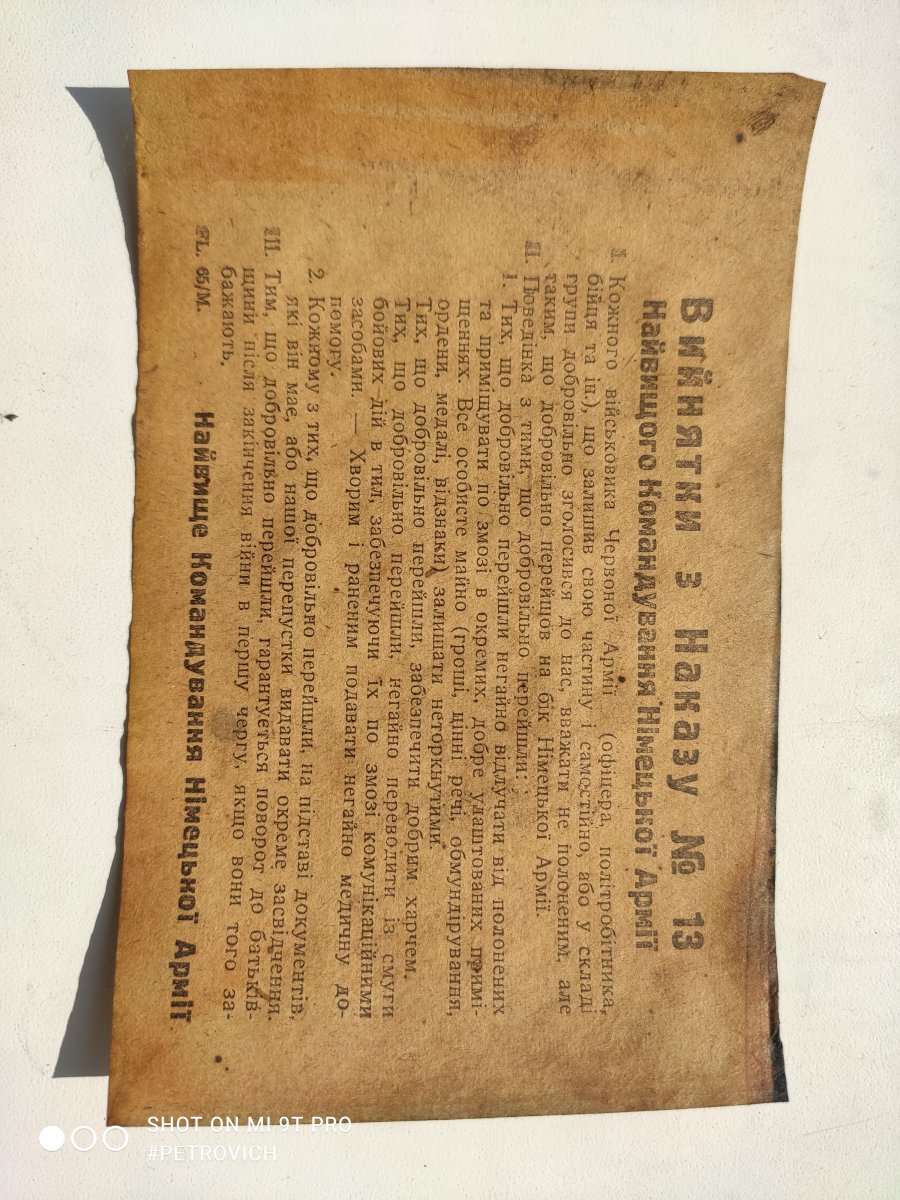 Вийнятки з Наказу № 13
Найвищого Командування Німецької Армії
I. Кожного військовика Червоної Армії (офіцера, політробітника,
бійця та ін.), що залишив свою частину і самостійно, або у складі
групи добровільно зголосився до нас, вважати не полоненим, але
таким, що добровільно перейшов на бік Німецької Армії.
II. Поведінка з тими, що добровільно перейшли:
1. Тих, що добровільно перейшли негайно відлучати від полонених
та приміщувати по змозі в окремих, добре улаштованих примі-
щеннях. Все особисте майно (гроші, цінні речі, обмундірування,
ордени, медалі, відзнаки) залишати неторкнутими.
Тих, що добровільно перейшли, забезпечити добрим харчем.
Тих, що добровільно перейшли, негайно переводити із смуги
бойових дій в тил, забезпечуючи їх по змозі комунікаційними
засобами. — Хворим і раненим подавати негайно медичну до-
помогу.
2. Кожному з тих, що добровільно перейшли, на підставі документів,
які він має, або нашої перепустки видавати окреме засвідчення.
III. Тим, що добровільно перейшли, гарантується поворот до батьків-
щини після закінчення війни в першу чергу, якщо вони того за-
бажають.
Найвище Командування Німецької Армії
FL. 65/М.
SHOT ON MI 9T PRO
#PETROVICH